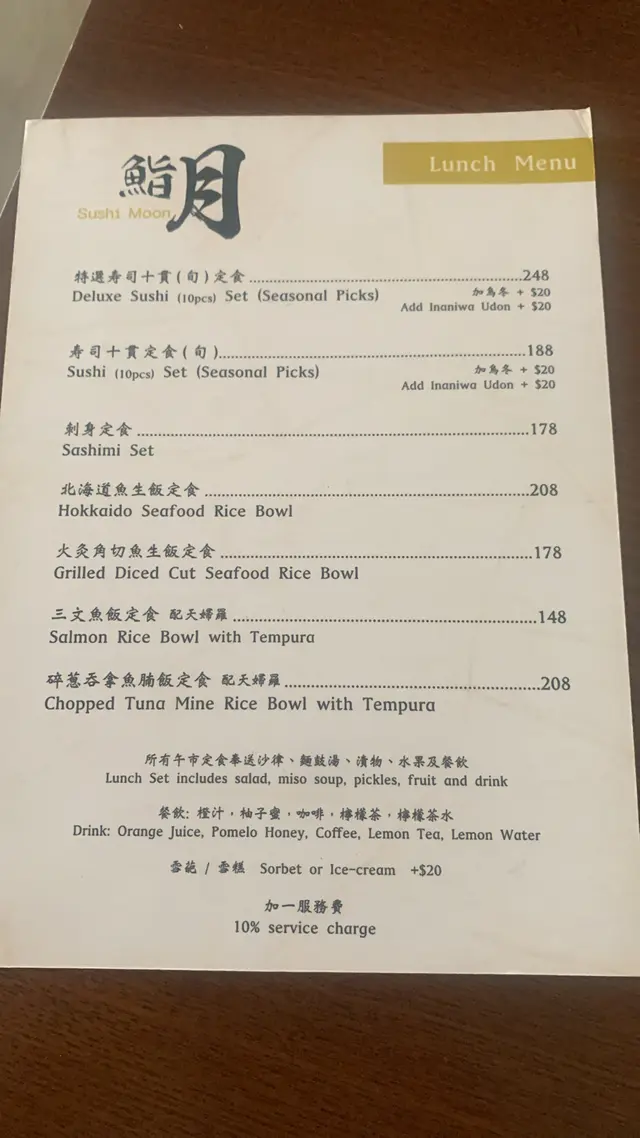 鮨月
Sushi Moon
Lunch Menu
特選寿司十貫(旬)定食 248
Deluxe Sushi (10pcs) Set (Seasonal Picks)
加烏冬 + $20
Add Inaniwa Udon + $20
寿司十貫定食(旬) 188
Sushi (10pcs) Set (Seasonal Picks)
加烏冬 + $20
Add Inaniwa Udon + $20
刺身定食 178
Sashimi Set
北海道魚生飯定食 208
Hokkaido Seafood Rice Bowl
火炙角切魚生飯定食 178
Grilled Diced Cut Seafood Rice Bowl
三文魚飯定食 配天婦羅 148
Salmon Rice Bowl with Tempura
碎蔥吞拿魚腩飯定食 配天婦羅 208
Chopped Tuna Mine Rice Bowl with Tempura
所有午市定食奉送沙律、麵鼓湯、漬物、水果及餐飲
Lunch Set includes salad, miso soup, pickles, fruit and drink
餐飲: 橙汁，柚子蜜，咖啡，檸檬茶，檸檬茶水
Drink: Orange Juice, Pomelo Honey, Coffee, Lemon Tea, Lemon Water
雪葩 / 雪糕 Sorbet or Ice-cream +$20
加一服務費
10% service charge